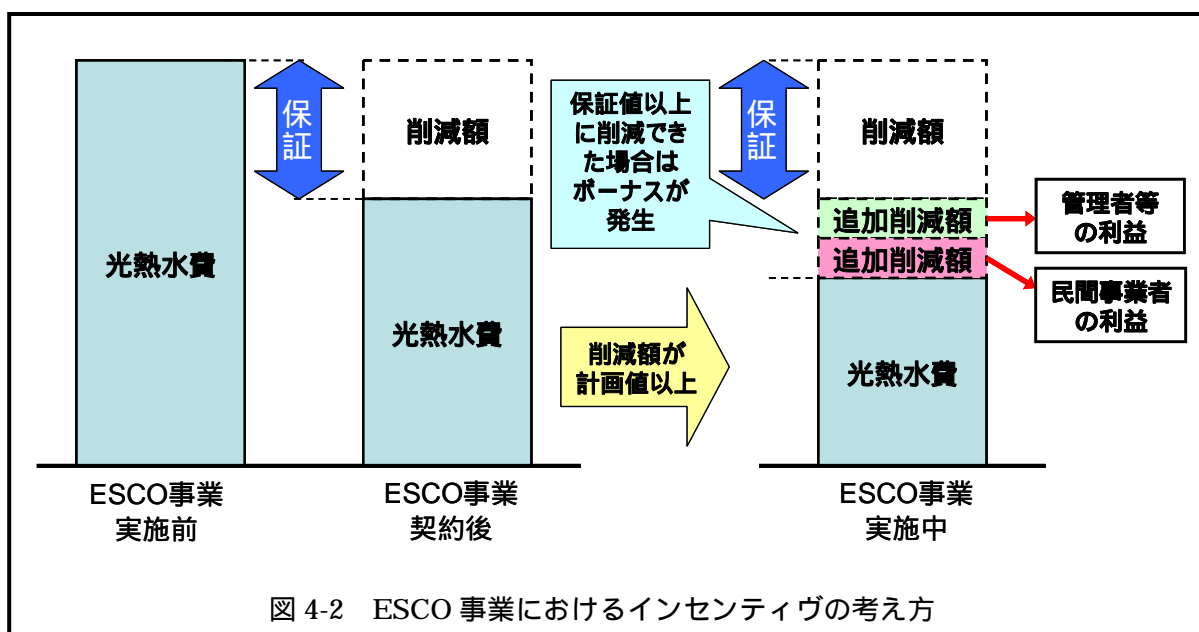 光熱水費
ESCO事業
実施前
保
証
削減額
光熱水費
ESCO事業
契約後
保証値以上
に削減でき
た場合は
ボーナスが
発生
削減額が
計画値以上
保
証
削減額
追加削減額
追加削減額
光熱水費
ESCO事業
実施中
管理者等
の利益
民間事業者
の利益
図 4-2 ESCO 事業におけるインセンティヴの考え方